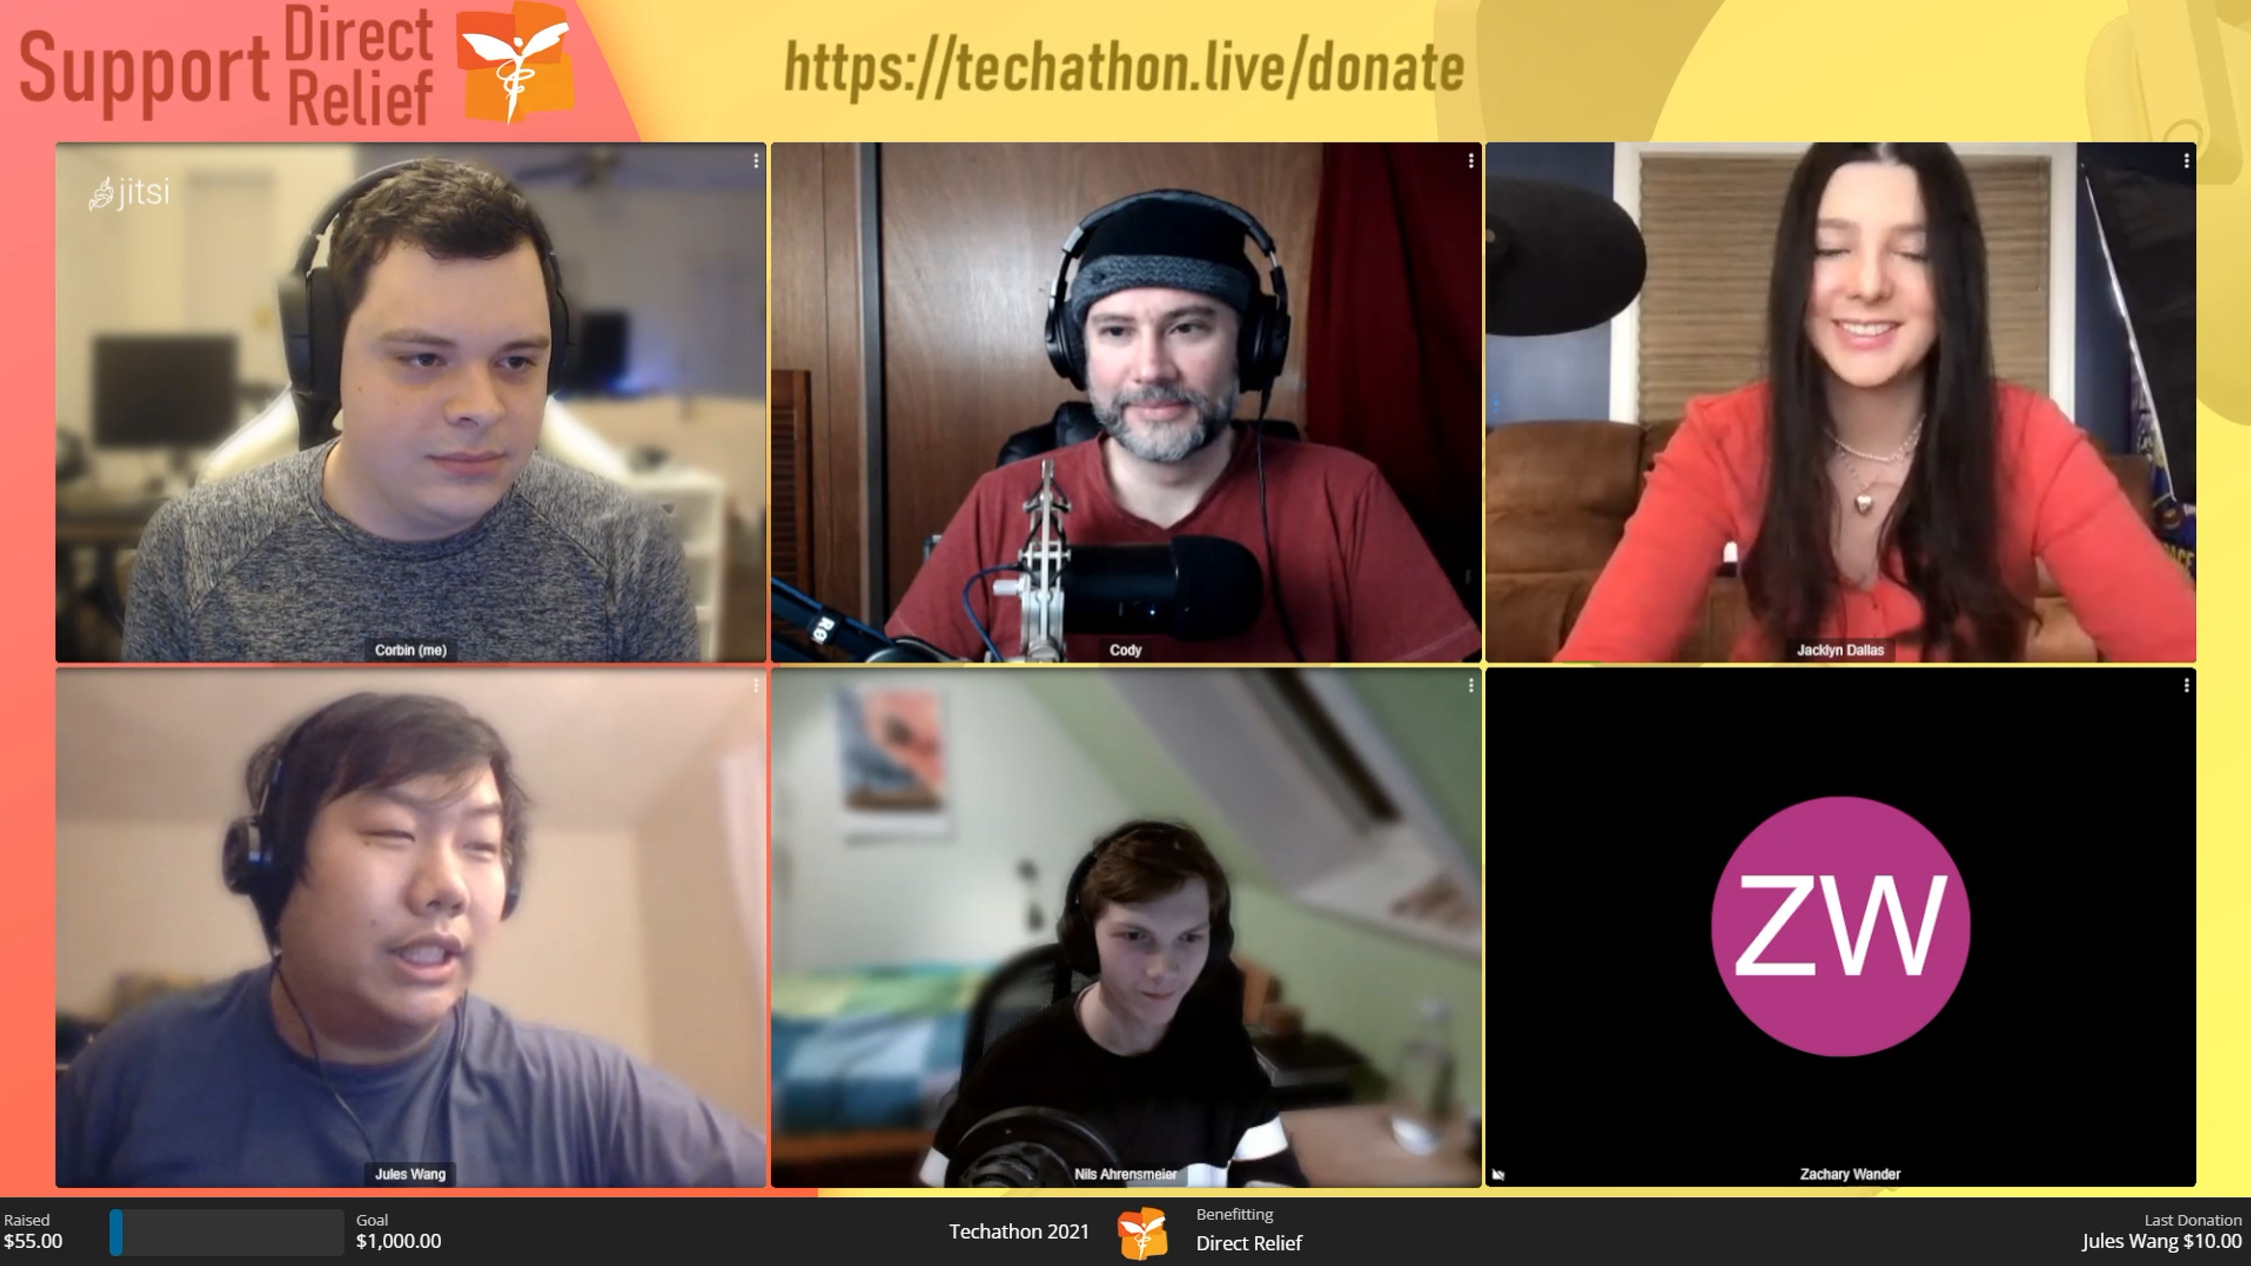 Support Direct
Relief
https://techathon.live/donate
jitsi
Corbin (me)
Cody
Jacklyn Dallas
Jules Wang
Nils Ahrensmeier
ZW
Zachary Wander
Raised
$55.00
Goal
$1,000.00
Techathon 2021
Benefitting
Direct Relief
Last Donation
Jules Wang $10.00